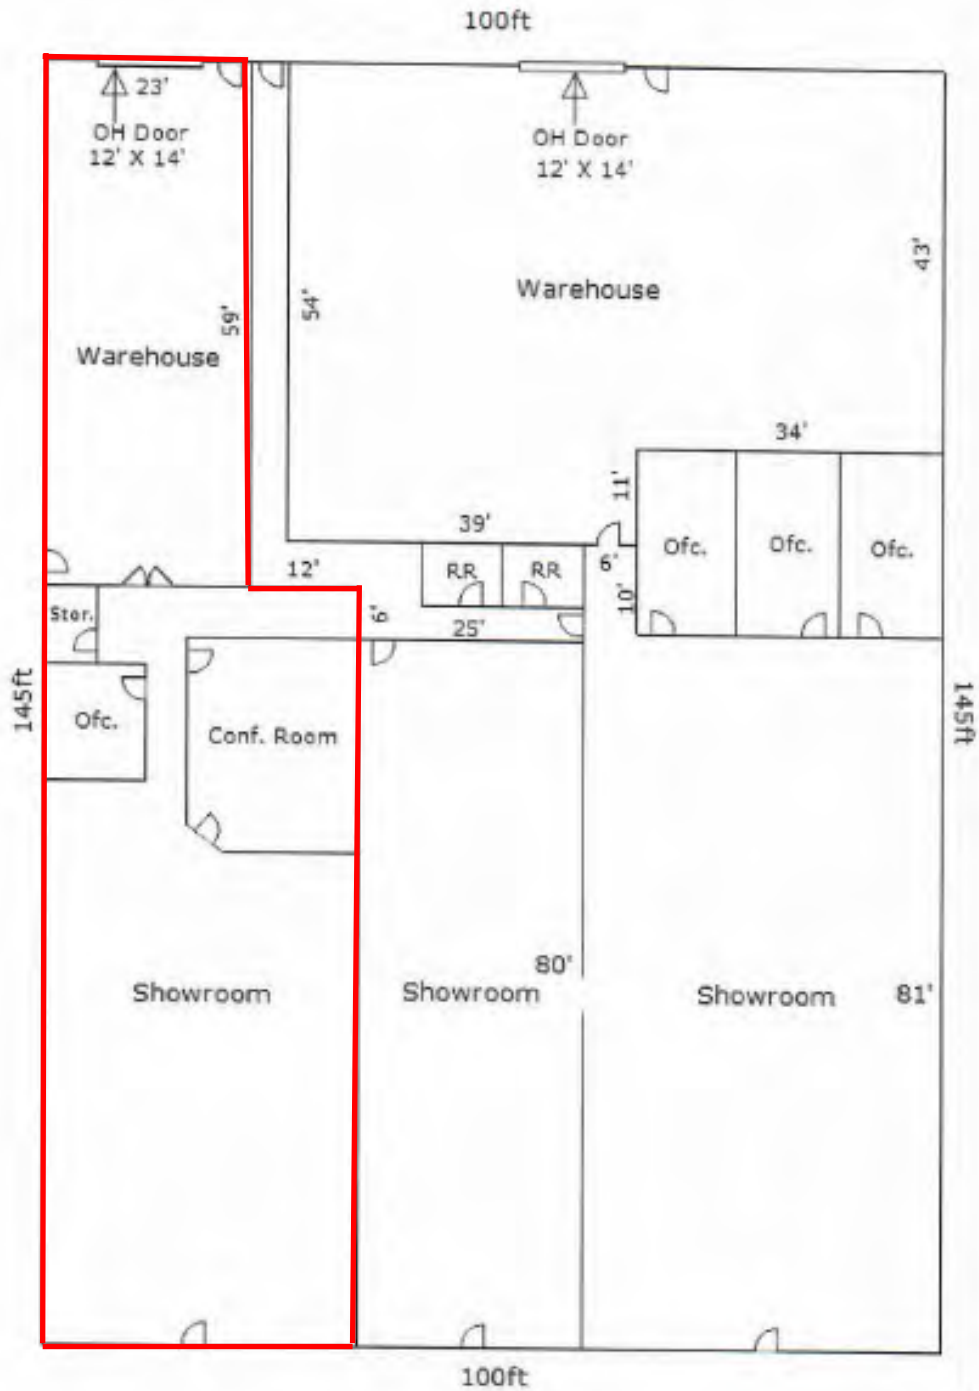 100ft
23'
OH Door
12' X 14'
OH Door
12' X 14'
43'
Warehouse
54'
59'
Warehouse
34'
11'
39'
Ofc.
Ofc.
Ofc.
12'
RR
RR
6'
10'
Stor.
6'
25'
145ft
Ofc.
Conf. Room
145ft
80'
Showroom
Showroom
Showroom
81'
100ft